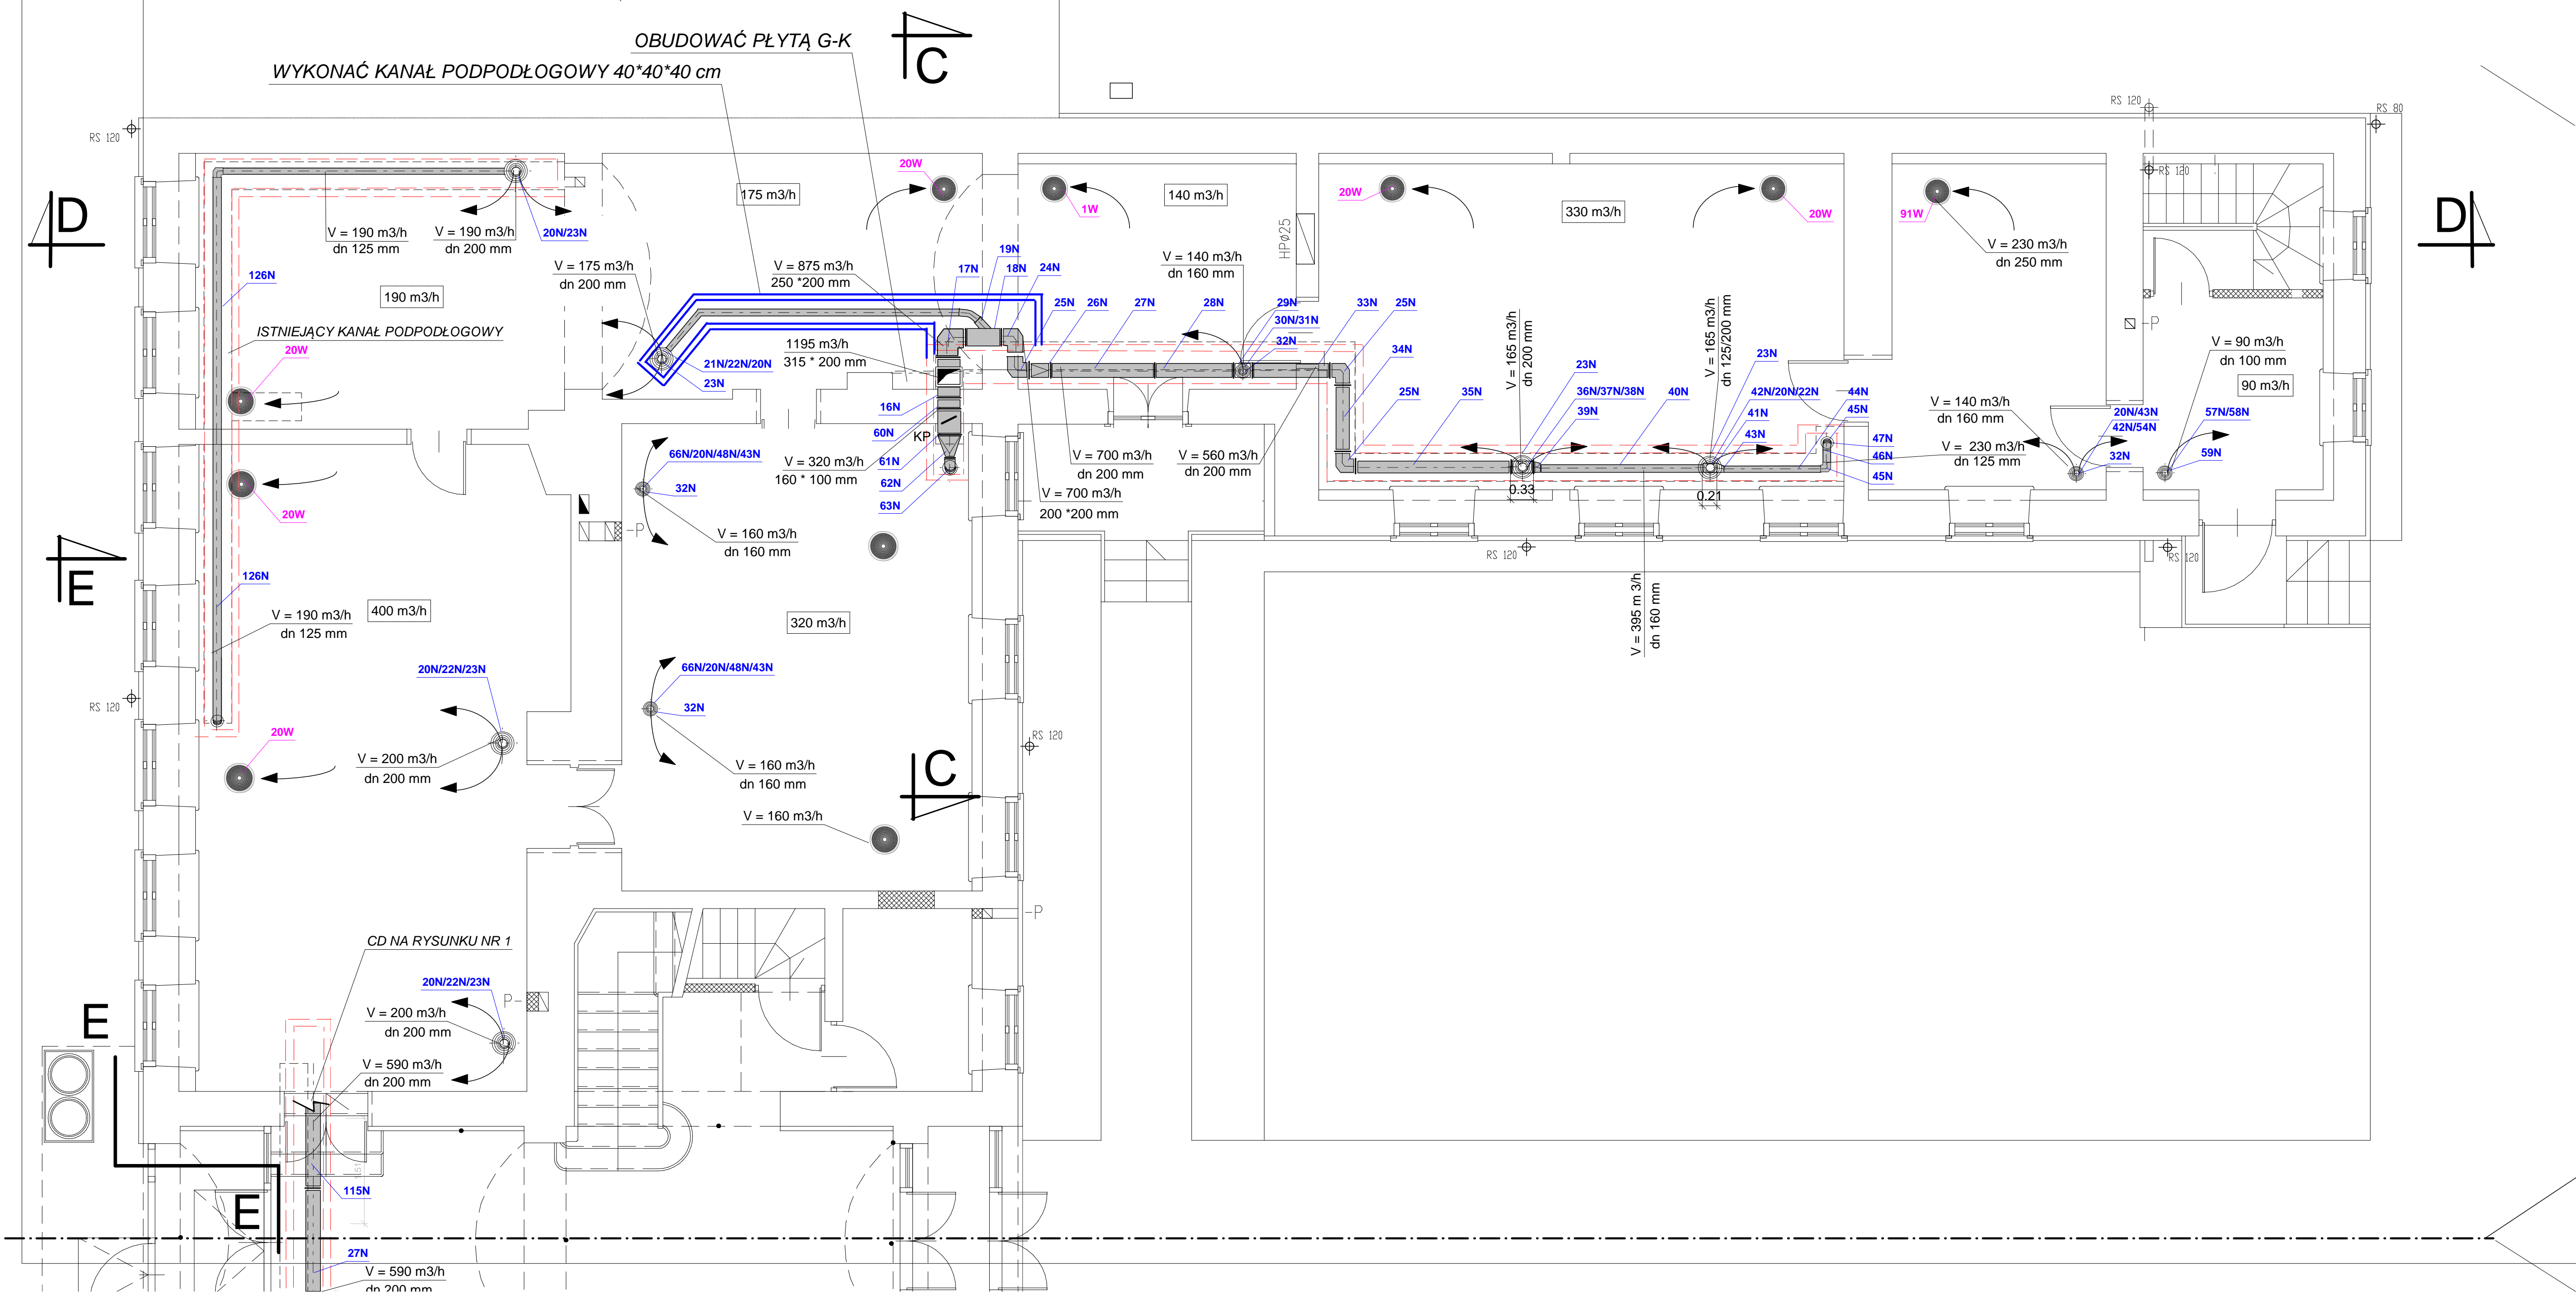 OBUDOWAĆ PŁYTĄ G-K
WYKONAĆ KANAŁ PODPODŁOGOWY 40*40*40 cm
C
RS 120
RS 120
RS 80
RS 120
D
D
20W
1W
20W
20W
91W
175 m3/h
140 m3/h
330 m3/h
HPø25
V = 190 m3/h
dn 125 mm
V = 190 m3/h
dn 200 mm
20N/23N
V = 230 m3/h
dn 250 mm
126N
190 m3/h
V = 175 m3/h
dn 200 mm
V = 875 m3/h
250 *200 mm
17N
19N
18N
24N
V = 140 m3/h
dn 160 mm
25N
26N
27N
28N
29N
30N/31N
32N
33N
25N
34N
ISTNIEJĄCY KANAŁ PODPODŁOGOWY
20W
1195 m3/h
315 * 200 mm
21N/22N/20N
23N
16N
60N
KP
61N
62N
63N
V = 320 m3/h
160 * 100 mm
V = 700 m3/h
dn 200 mm
V = 560 m3/h
dn 200 mm
V = 700 m3/h
200 *200 mm
25N
35N
V = 165 m3/h
dn 200 mm
23N
36N/37N/38N
39N
40N
V = 165 m3/h
dn 125/200 mm
23N
42N/20N/22N
41N
43N
44N
45N
47N
46N
45N
0.33
0.21
V = 140 m3/h
dn 160 mm
V = 230 m3/h
dn 125 mm
20N/43N
42N/54N
32N
57N/58N
59N
-P
V = 90 m3/h
dn 100 mm
90 m3/h
20W
66N/20N/48N/43N
32N
-P
V = 160 m3/h
dn 160 mm
RS 120
RS 120
V = 395 m 3/h
dn 160 mm
E
126N
V = 190 m3/h
dn 125 mm
400 m3/h
320 m3/h
66N/20N/48N/43N
32N
20N/22N/23N
RS 120
20W
V = 200 m3/h
dn 200 mm
V = 160 m3/h
dn 160 mm
C
RS 120
V = 160 m3/h
-P
CD NA RYSUNKU NR 1
20N/22N/23N
P-
V = 200 m3/h
dn 200 mm
E
V = 590 m3/h
dn 200 mm
115N
E
27N
V = 590 m3/h
dn 200 mm